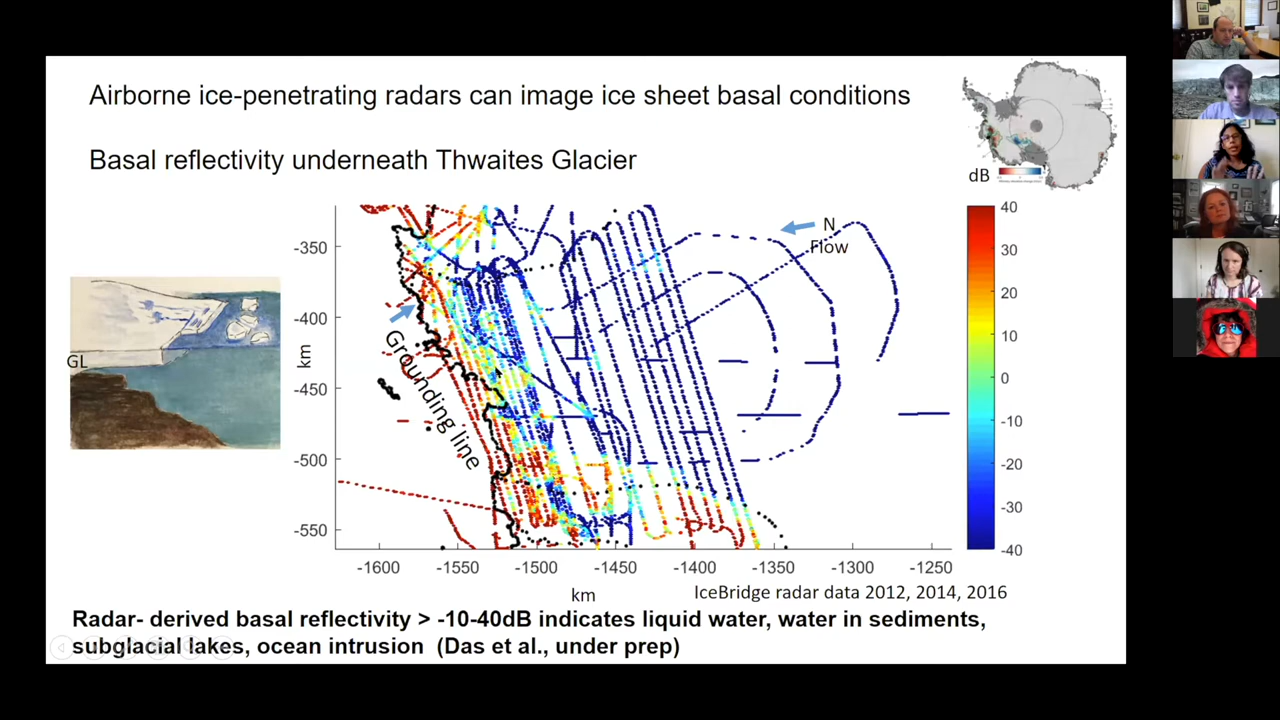 Airborne ice-penetrating radars can image ice sheet basal conditions
Basal reflectivity underneath Thwaites Glacier
dB
GL
N
Flow
Grounding line
km
-350
-400
-450
-500
-550
-1600
-1550
-1500
-1450
-1400
-1350
-1300
-1250
km
40
30
20
10
0
-10
-20
-30
-40
IceBridge radar data 2012, 2014, 2016
Radar- derived basal reflectivity > -10-40dB indicates liquid water, water in sediments,
subglacial lakes, ocean intrusion (Das et al., under prep)